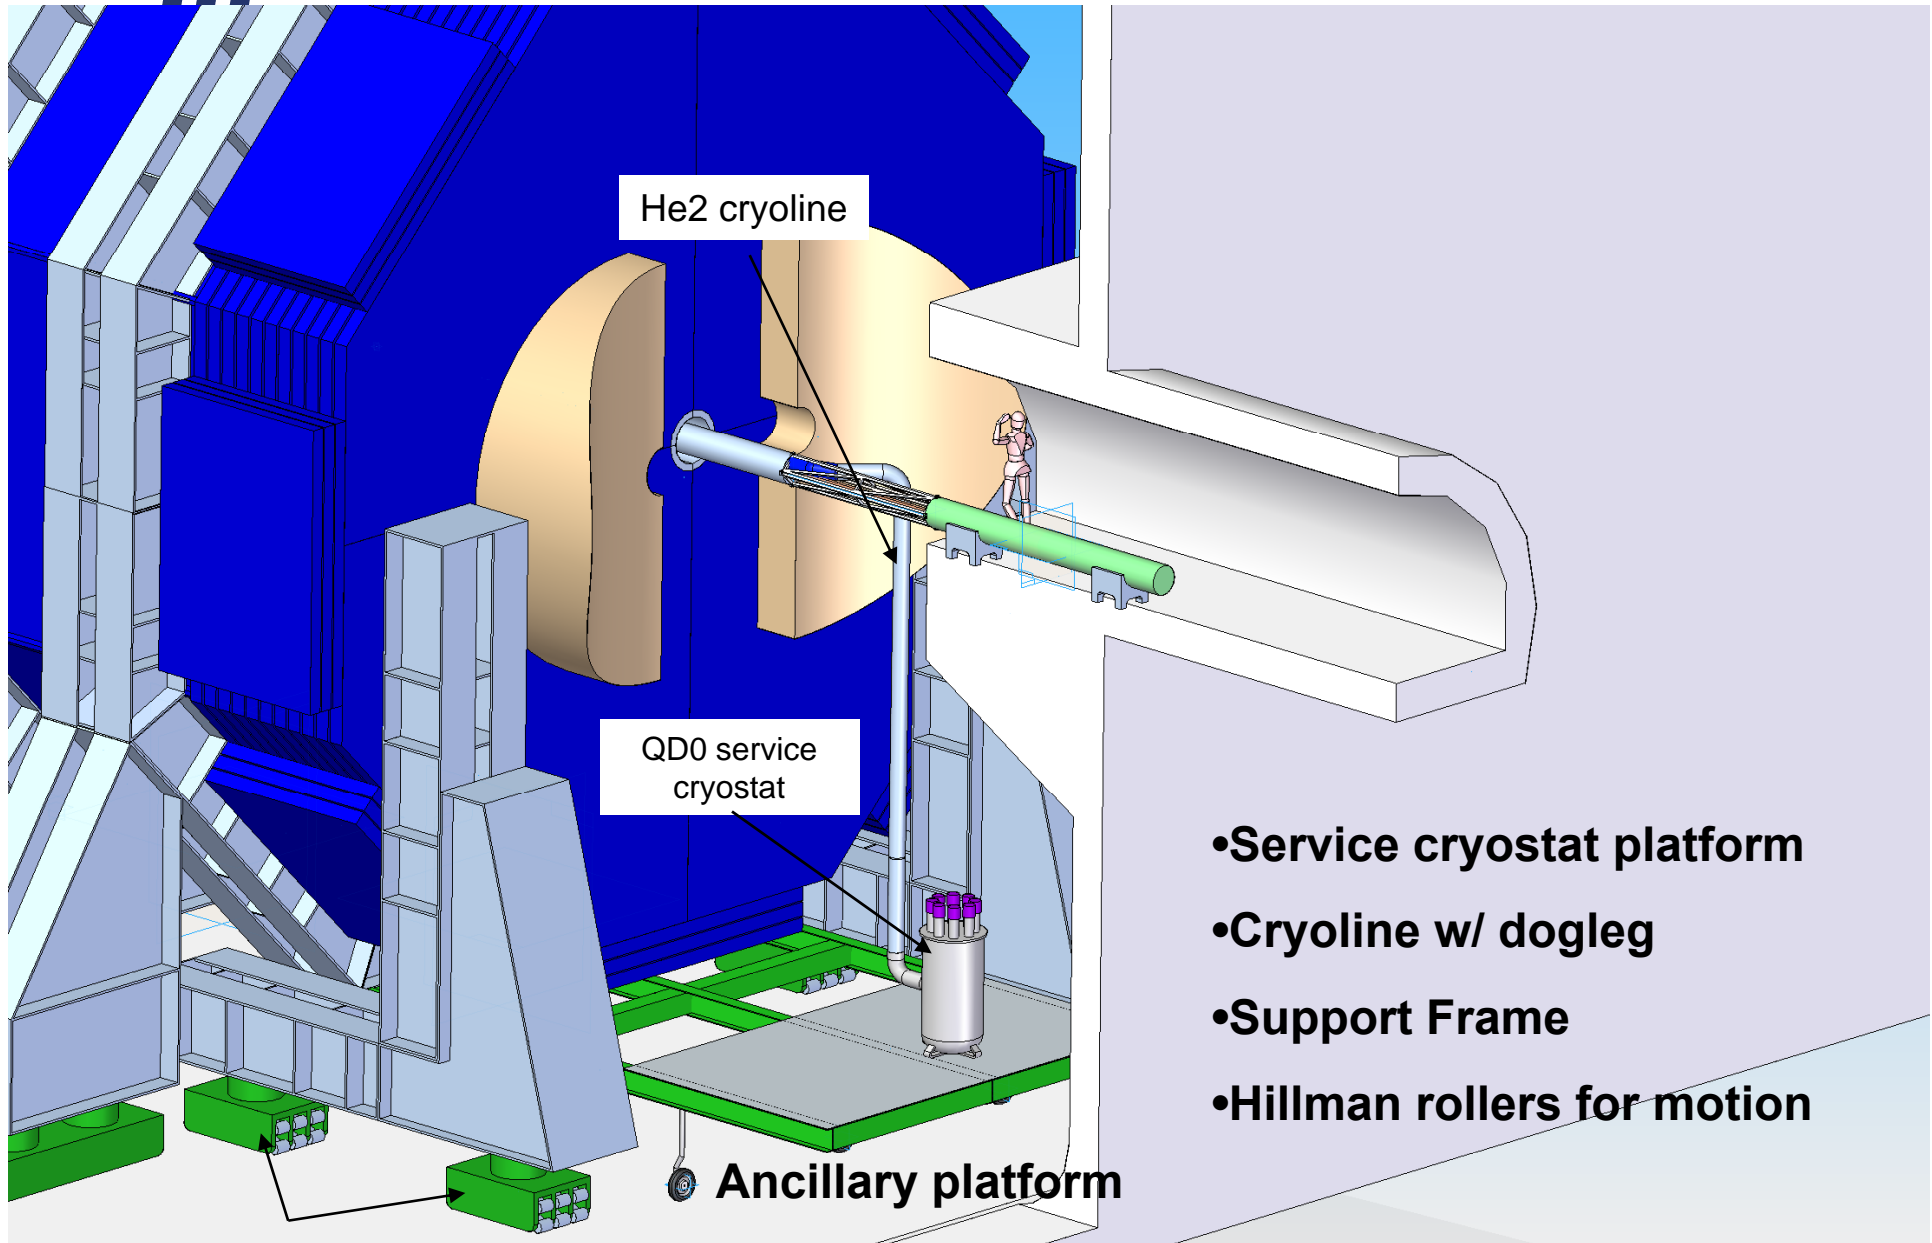 He2 cryoline
QD0 service
cryostat
•Service cryostat platform
•Cryoline w/ dogleg
•Support Frame
•Hillman rollers for motion
Ancillary platform